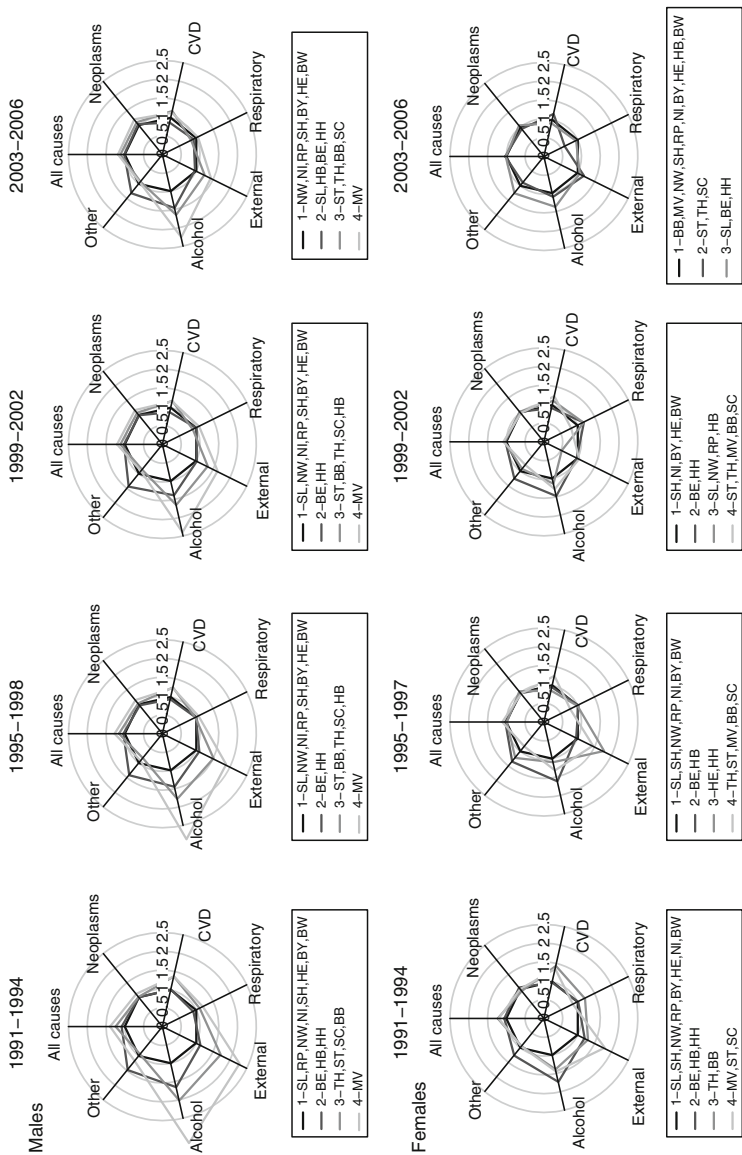 Males
1991–1994
All causes
Neoplasms
Other
0 0.5 1 1.5 2 2.5
CVD
Alcohol
Respiratory
External
1–SL,RP,NW,NI,SH,HE,BY,BW
2–BE,HB,HH
3–TH,ST,SC,BB
4–MV
1995–1998
All causes
Neoplasms
Other
0 0.5 1 1.5 2 2.5
CVD
Alcohol
Respiratory
External
1–SL,NW,NI,RP,SH,BY,HE,BW
2–BE,HH
3–ST,BB,TH,SC,HB
4–MV
1999–2002
All causes
Neoplasms
Other
0 0.5 1 1.5 2 2.5
CVD
Alcohol
Respiratory
External
1–SL,NW,NI,RP,SH,BY,HE,BW
2–BE,HH
3–ST,BB,TH,SC,HB
4–MV
2003–2006
All causes
Neoplasms
Other
0 0.5 1 1.5 2 2.5
CVD
Alcohol
Respiratory
External
1–NW,NI,RP,SH,BY,HE,BW
2–SL,HB,BE,HH
3–ST,TH,BB,SC
4–MV
Females
1991–1994
All causes
Neoplasms
Other
0 0.5 1 1.5 2 2.5
CVD
Alcohol
Respiratory
External
1–SL,SH,NW,RP,BY,HE,NI,BW
2–BE,HB,HH
3–TH,BB
4–MV,ST,SC
1995–1997
All causes
Neoplasms
Other
0 0.5 1 1.5 2 2.5
CVD
Alcohol
Respiratory
External
1–SL,SH,NW,RP,NI,BY,BW
2–BE,HB
3–HE,HH
4–TH,ST,MV,BB,SC
1999–2002
All causes
Neoplasms
Other
0 0.5 1 1.5 2 2.5
CVD
Alcohol
Respiratory
External
1–SH,NI,BY,HE,BW
2–BE,HH
3–SL,NW,RP,HB
4–ST,TH,MV,BB,SC
2003–2006
All causes
Neoplasms
Other
0 0.5 1 1.5 2 2.5
CVD
Alcohol
Respiratory
External
1–BB,MV,NW,SH,RP,NI,BY,HE,HB,BW
2–ST,TH,SC
3–SL,BE,HH